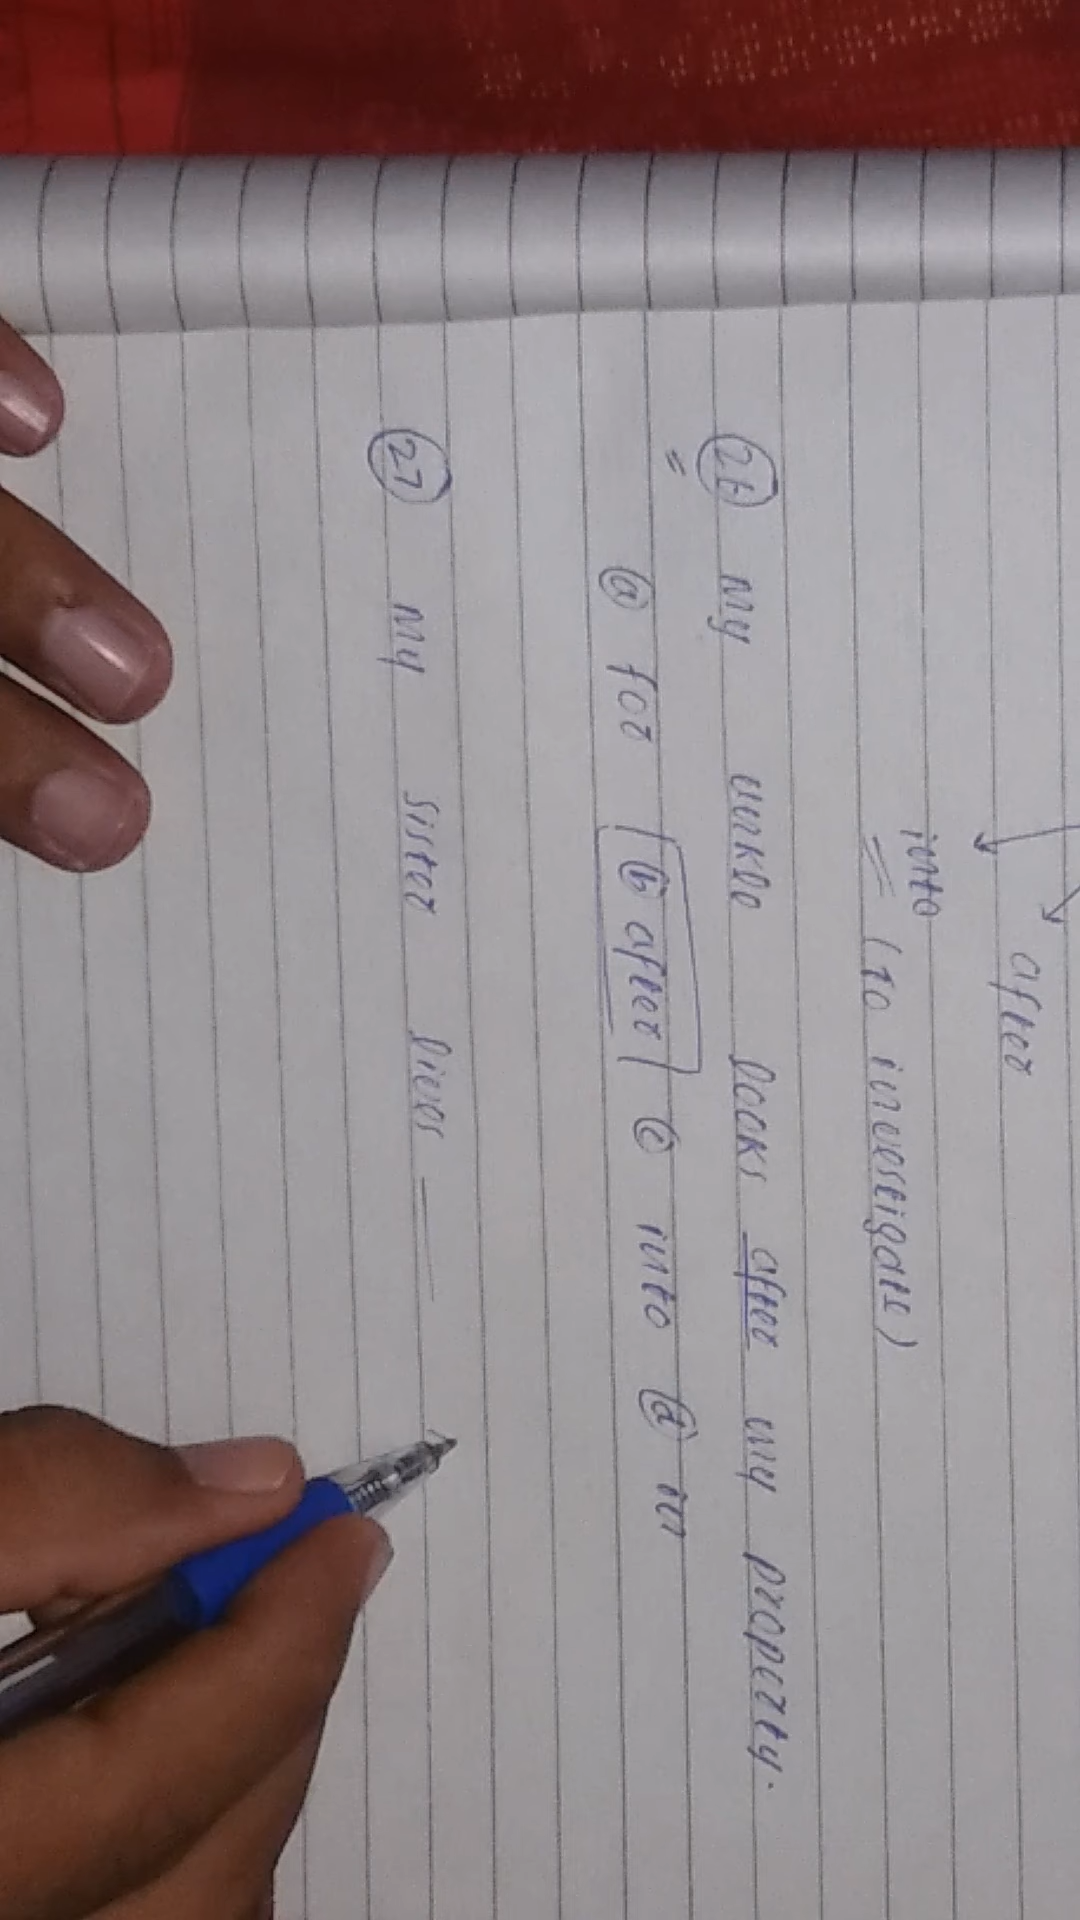 after
into
= (to investigate)
26 My uncle looks after my property.
(a) for (b) after (c) into (d) in
27 My sister lives ___